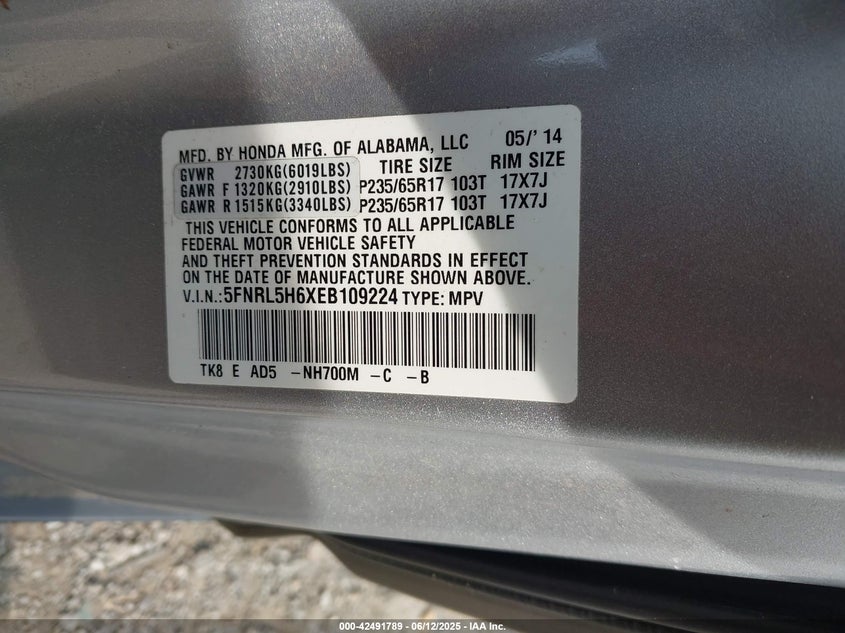 MFD. BY HONDA MFG. OF ALABAMA, LLC 05/' 14
GVWR 2730KG(6019LBS) TIRE SIZE RIM SIZE
GAWR F 1320KG(2910LBS) P235/65R17 103T 17X7J
GAWR R 1515KG(3340LBS) P235/65R17 103T 17X7J
THIS VEHICLE CONFORMS TO ALL APPLICABLE
FEDERAL MOTOR VEHICLE SAFETY
AND THEFT PREVENTION STANDARDS IN EFFECT
ON THE DATE OF MANUFACTURE SHOWN ABOVE.
V.I.N.: 5FNRL5H6XEB109224 TYPE: MPV
TK8 E AD5 -NH700M -C -B
000-42491789 - 06/12/2025 - IAA Inc.